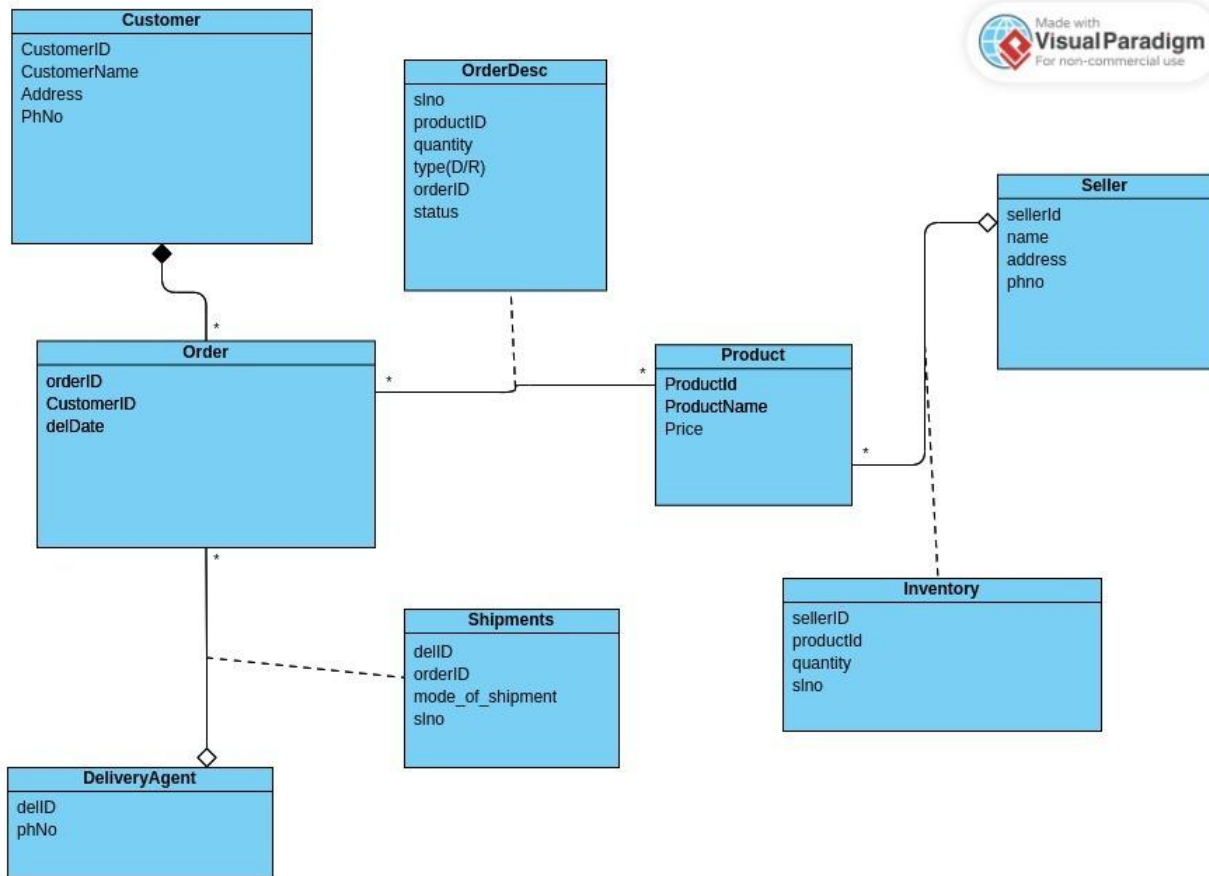 Customer
CustomerID
CustomerName
Address
PhNo
Made with
Visual Paradigm
For non-commercial use
OrderDesc
slno
productID
quantity
type(D/R)
orderID
status
Seller
sellerId
name
address
phno
*
Order
orderID
CustomerID
delDate
*
*
Product
ProductId
ProductName
Price
*
*
Shipments
delID
orderID
mode_of_shipment
slno
Inventory
sellerID
productId
quantity
slno
DeliveryAgent
delID
phNo